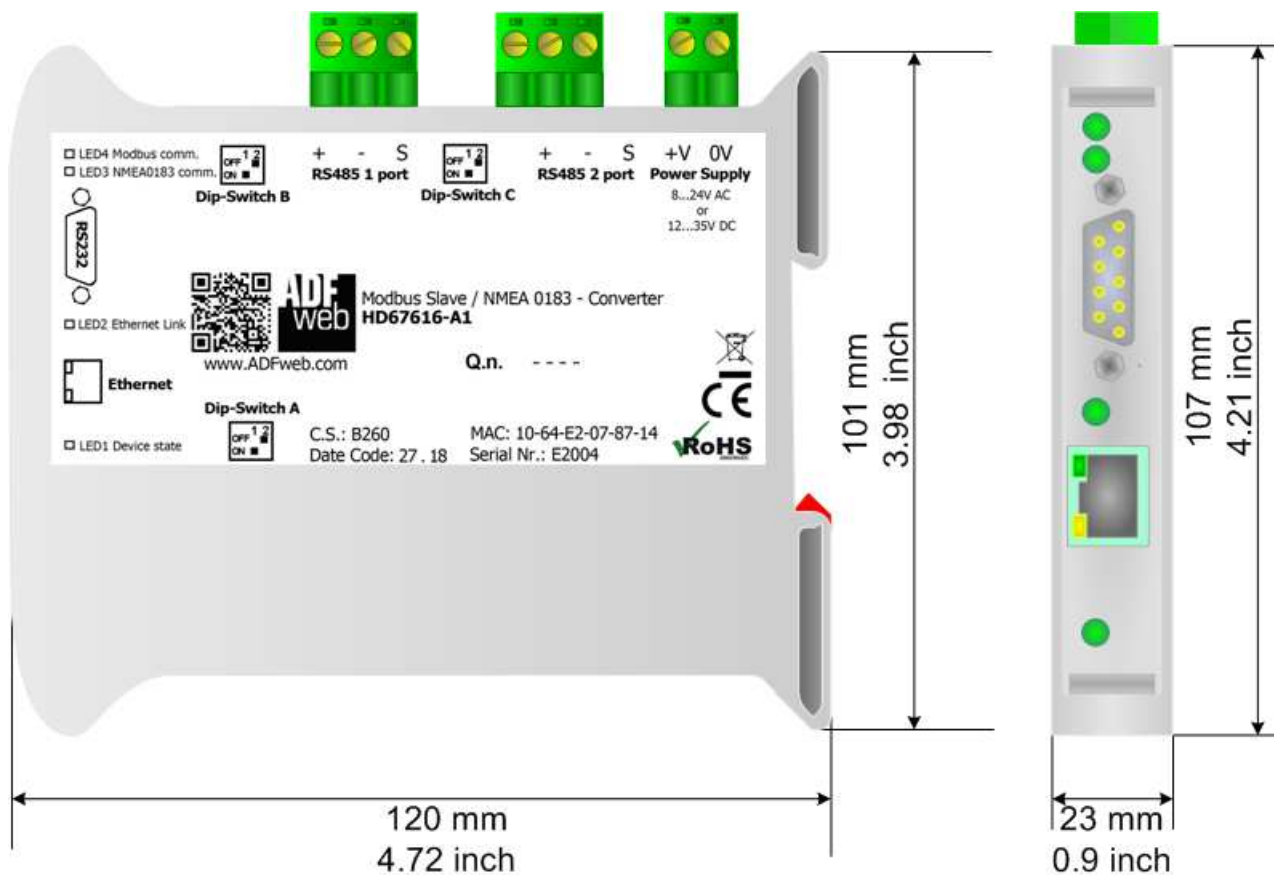 LED4 Modbus comm.
LED3 NMEA0183 comm.
OFF 1 2
ON
Dip-Switch B
+ - S
RS485 1 port
OFF 1 2
ON
Dip-Switch C
+ - S
RS485 2 port
+V 0V
Power Supply
8...24V AC
or
12...35V DC
RS232
LED2 Ethernet Link
ADF
web
www.ADFweb.com
Modbus Slave / NMEA 0183 - Converter
HD67616-A1
Q.n. - - - -
Ethernet
Dip-Switch A
OFF 1 2
ON
LED1 Device state
C.S.: B260
Date Code: 27 . 18
MAC: 10-64-E2-07-87-14
Serial Nr.: E2004
CE
RoHS
101 mm
3.98 inch
107 mm
4.21 inch
120 mm
4.72 inch
23 mm
0.9 inch